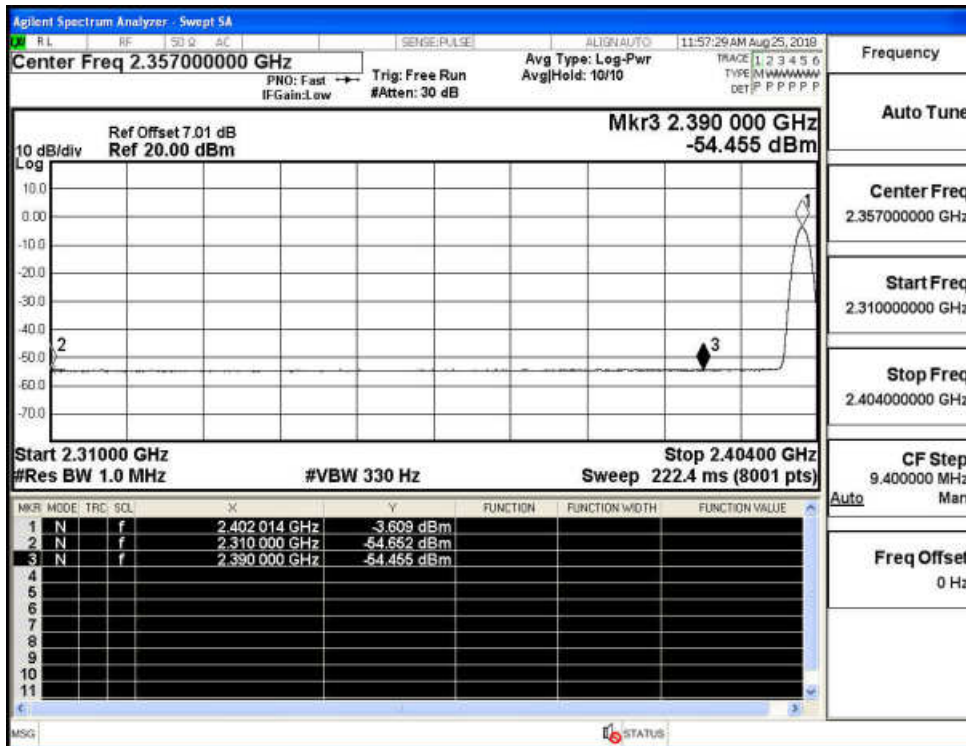 Agilent Spectrum Analyzer - Swept SA
RL RF 50 Ω AC SENSE:PULSE ALIGNAUTO 11:57:29 AM Aug 25, 2018
Center Freq 2.357000000 GHz
PNO: Fast
IFGain:Low
Trig: Free Run
#Atten: 30 dB
Avg Type: Log-Pwr
Avg|Hold: 10/10
TRACE 1 2 3 4 5 6
TYPE MWWWWW
DET P P P P P P
Ref Offset 7.01 dB
10 dB/div Ref 20.00 dBm
Log
Mkr3 2.390 000 GHz
-54.455 dBm
10.0
0.00
-10.0
-20.0
-30.0
-40.0
-50.0
-60.0
-70.0
1
2
3
Start 2.31000 GHz Stop 2.40400 GHz
#Res BW 1.0 MHz #VBW 330 Hz Sweep 222.4 ms (8001 pts)
MKR MODE TRC SCL X Y FUNCTION FUNCTION WIDTH FUNCTION VALUE
1 N f 2.402 014 GHz -3.609 dBm
2 N f 2.310 000 GHz -54.652 dBm
3 N f 2.390 000 GHz -54.455 dBm
4
5
6
7
8
9
10
11
MSG STATUS
Frequency
Auto Tune
Center Freq
2.357000000 GHz
Start Freq
2.310000000 GHz
Stop Freq
2.404000000 GHz
CF Step
9.400000 MHz
Auto Man
Freq Offset
0 Hz